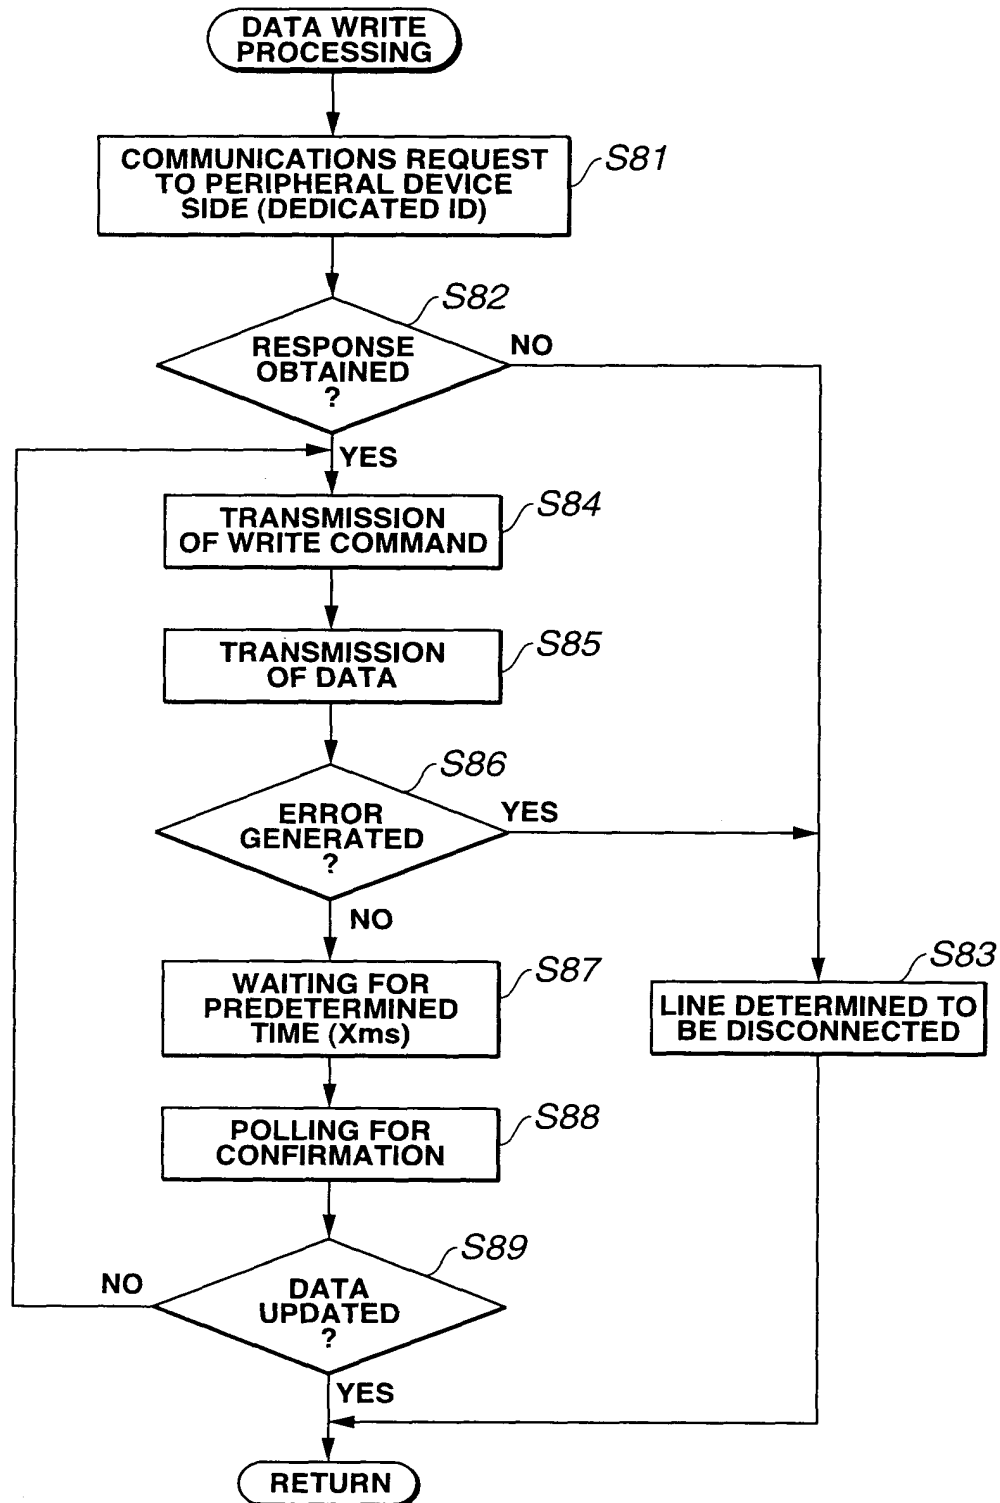 DATA WRITE
PROCESSING
COMMUNICATIONS REQUEST
TO PERIPHERAL DEVICE
SIDE (DEDICATED ID)
S81
S82
RESPONSE
OBTAINED
?
NO
YES
TRANSMISSION
OF WRITE COMMAND
S84
TRANSMISSION
OF DATA
S85
S86
ERROR
GENERATED
?
YES
NO
WAITING FOR
PREDETERMINED
TIME (Xms)
S87
S83
LINE DETERMINED TO
BE DISCONNECTED
POLLING FOR
CONFIRMATION
S88
S89
DATA
UPDATED
?
NO
YES
RETURN